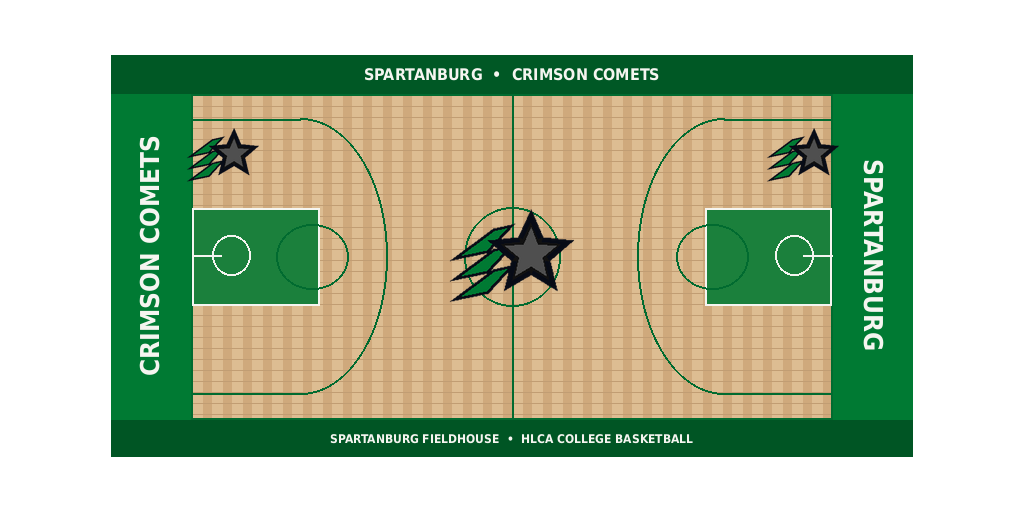 SPARTANBURG • CRIMSON COMETS
CRIMSON COMETS
SPARTANBURG
SPARTANBURG FIELDHOUSE • HLCA COLLEGE BASKETBALL